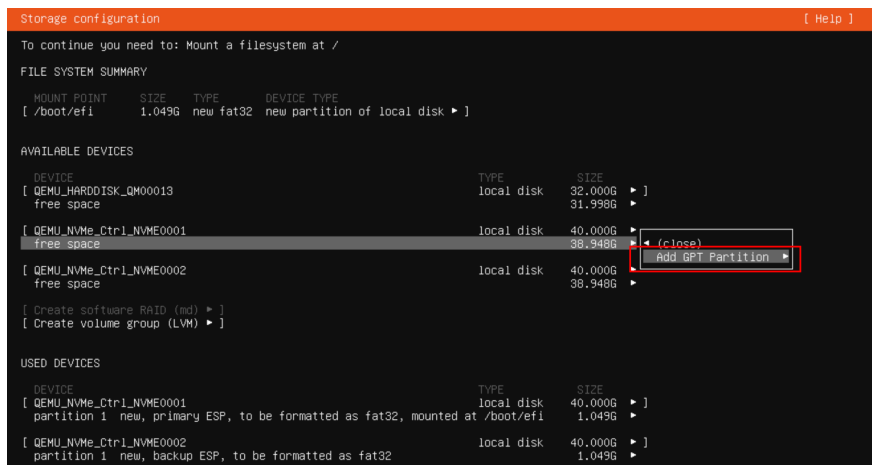 Storage configuration [ Help ]
To continue you need to: Mount a filesystem at /
FILE SYSTEM SUMMARY
MOUNT POINT SIZE TYPE DEVICE TYPE
[ /boot/efi 1.049G new fat32 new partition of local disk ▸ ]
AVAILABLE DEVICES
DEVICE TYPE SIZE
[ QEMU_HARDDISK_QM00013 local disk 32.000G ▸ ]
free space 31.998G ▸
[ QEMU_NVMe_Ctrl_NVME0001 local disk 40.000G ▸
free space 38.948G ▸ ◂ (close)
Add GPT Partition ▸
[ QEMU_NVMe_Ctrl_NVME0002 local disk 40.000G ▸
free space 38.948G ▸
[ Create software RAID (md) ▸ ]
[ Create volume group (LVM) ▸ ]
USED DEVICES
DEVICE TYPE SIZE
[ QEMU_NVMe_Ctrl_NVME0001 local disk 40.000G ▸ ]
partition 1 new, primary ESP, to be formatted as fat32, mounted at /boot/efi 1.049G ▸
[ QEMU_NVMe_Ctrl_NVME0002 local disk 40.000G ▸ ]
partition 1 new, backup ESP, to be formatted as fat32 1.049G ▸